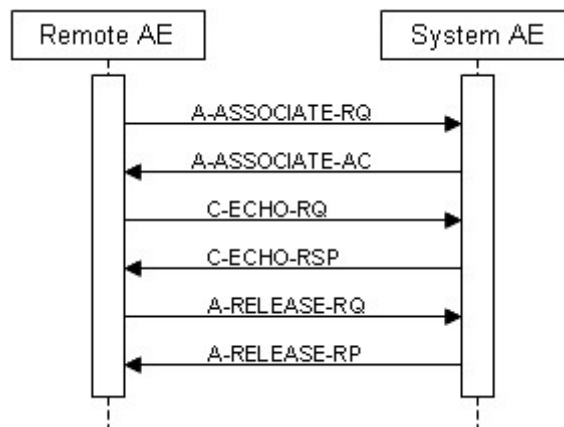 Remote AE
System AE
A-ASSOCIATE-RQ
A-ASSOCIATE-AC
C-ECHO-RQ
C-ECHO-RSP
A-RELEASE-RQ
A-RELEASE-RP